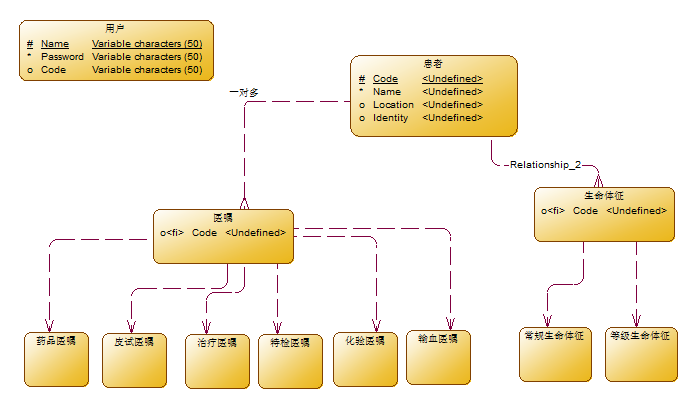 用户
# Name Variable characters (50)
* Password Variable characters (50)
o Code Variable characters (50)
患者
# Code <Undefined>
* Name <Undefined>
o Location <Undefined>
o Identity <Undefined>
一对多
Relationship_2
生命体征
o<fi> Code <Undefined>
医嘱
o<fi> Code <Undefined>
药品医嘱
皮试医嘱
治疗医嘱
特检医嘱
化验医嘱
输血医嘱
常规生命体征
等级生命体征